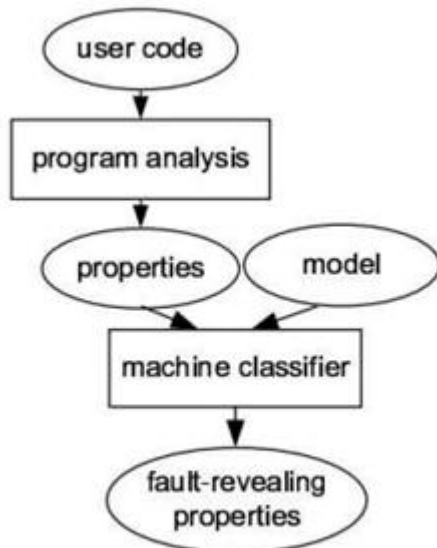 user code
program analysis
properties
model
machine classifier
fault-revealing
properties